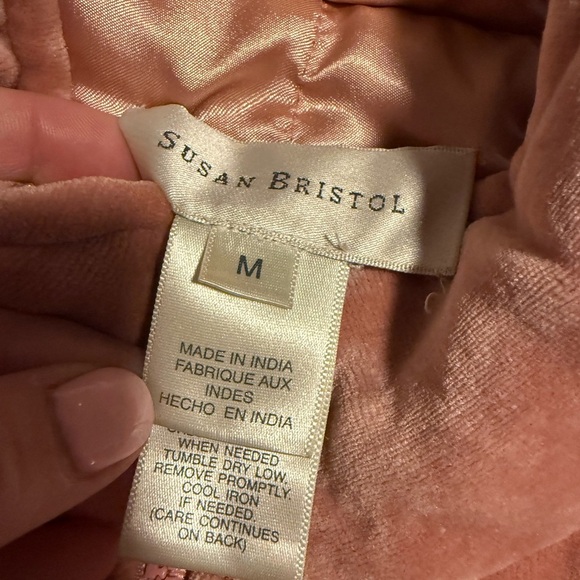 SUSAN BRISTOL
M
MADE IN INDIA
FABRIQUE AUX
INDES
HECHO EN INDIA
WHEN NEEDED
TUMBLE DRY LOW
REMOVE PROMPTLY.
COOL IRON
IF NEEDED
(CARE CONTINUES
ON BACK)